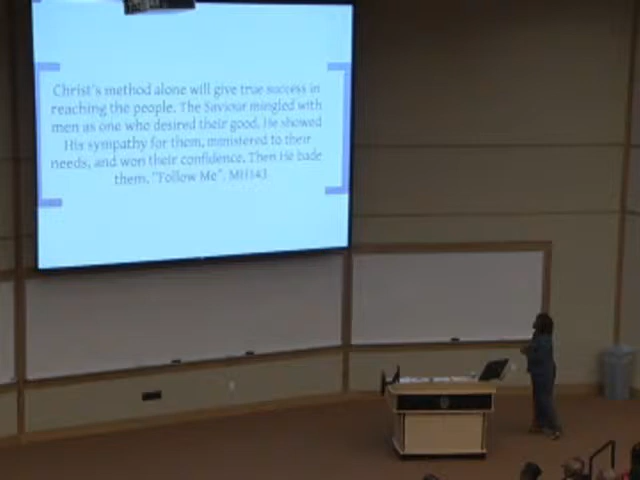 Christ's method alone will give true success in
reaching the people. The Saviour mingled with
men as one who desired their good. He showed
His sympathy for them, ministered to their
needs, and won their confidence. Then He bade
them, "Follow Me". MH143